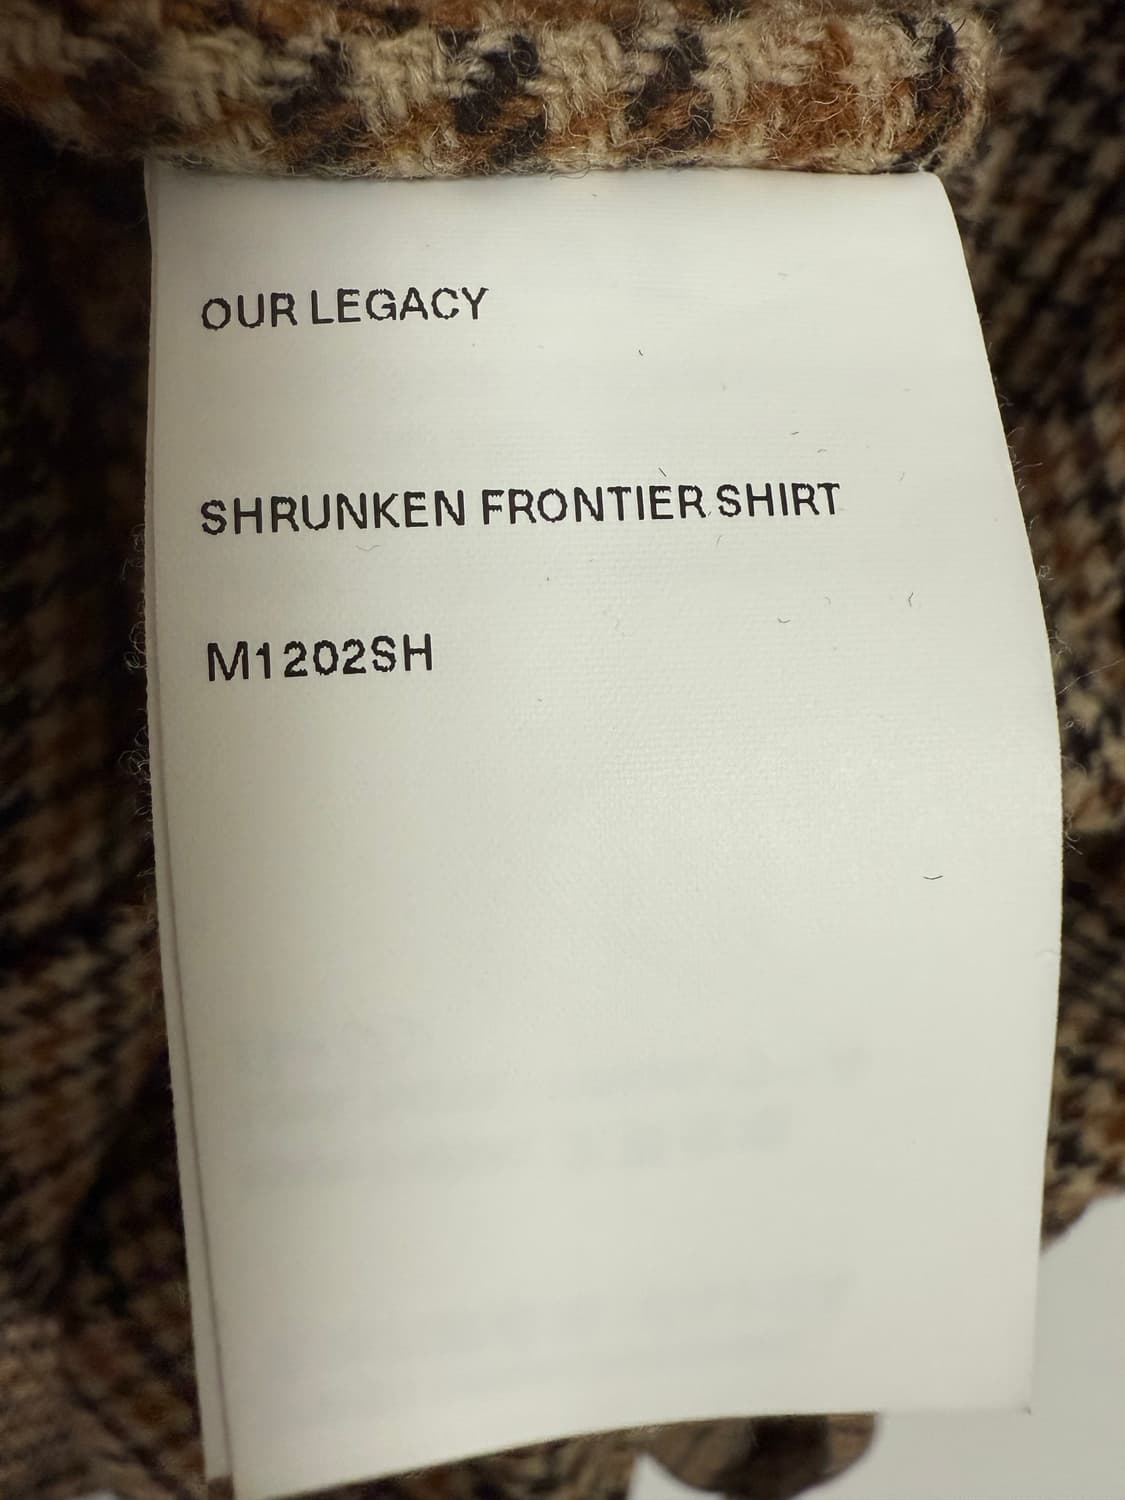 OUR LEGACY
SHRUNKEN FRONTIER SHIRT
M1202SH